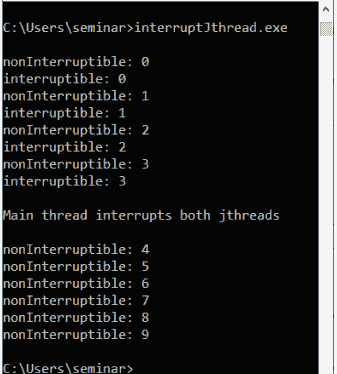 C:\Users\seminar>interruptJthread.exe
nonInterruptible: 0
interruptible: 0
nonInterruptible: 1
interruptible: 1
nonInterruptible: 2
interruptible: 2
nonInterruptible: 3
interruptible: 3
Main thread interrupts both jthreads
nonInterruptible: 4
nonInterruptible: 5
nonInterruptible: 6
nonInterruptible: 7
nonInterruptible: 8
nonInterruptible: 9
C:\Users\seminar>